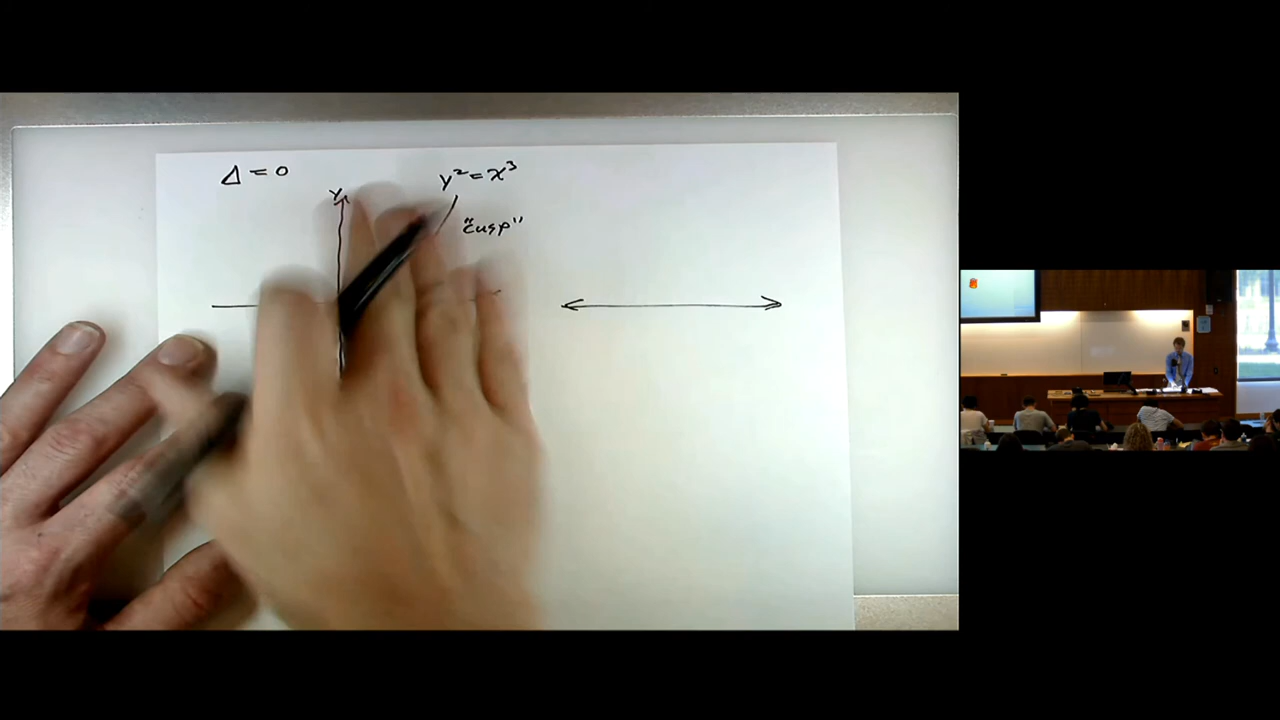 Δ = 0
y² = x³
y
"cusp"